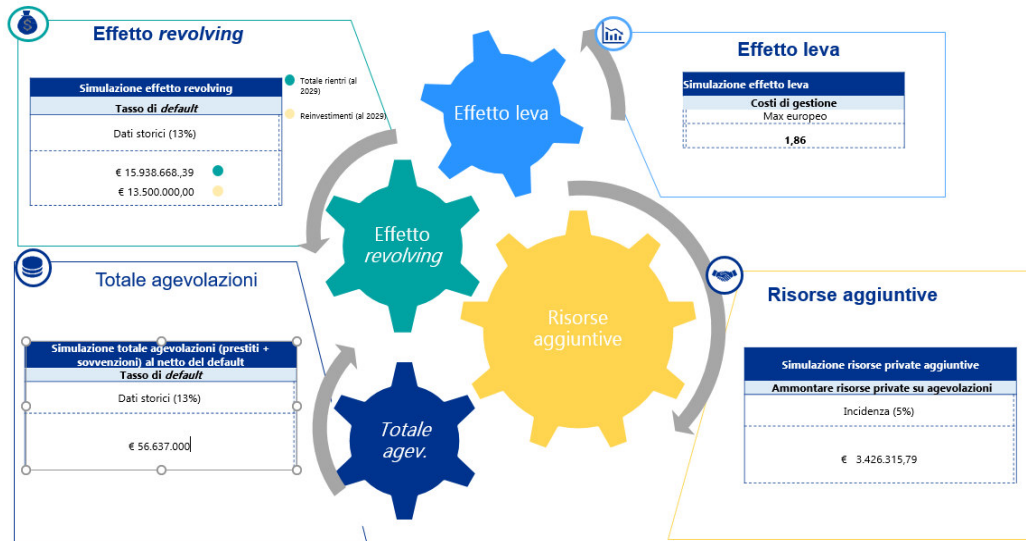 Effetto revolving
Simulazione effetto revolving
Tasso di default
Dati storici (13%)
€ 15.938.668.,39
€ 13.500.000,00
Totale rientri (al
2029)
Reinvestimenti (al 2029)
Effetto leva
Effetto leva
Simulazione effetto leva
Costi di gestione
Max europeo
1,86
Effetto
revolving
Totale agevolazioni
Simulazione totale agevolazioni (prestiti +
sovvenzioni) al netto del default
Tasso di default
Dati storici (13%)
€ 56.637.000
Totale
agev.
Risorse
aggiuntive
Risorse aggiuntive
Simulazione risorse private aggiuntive
Ammontare risorse private su agevolazioni
Incidenza (5%)
€ 3.426.315,79